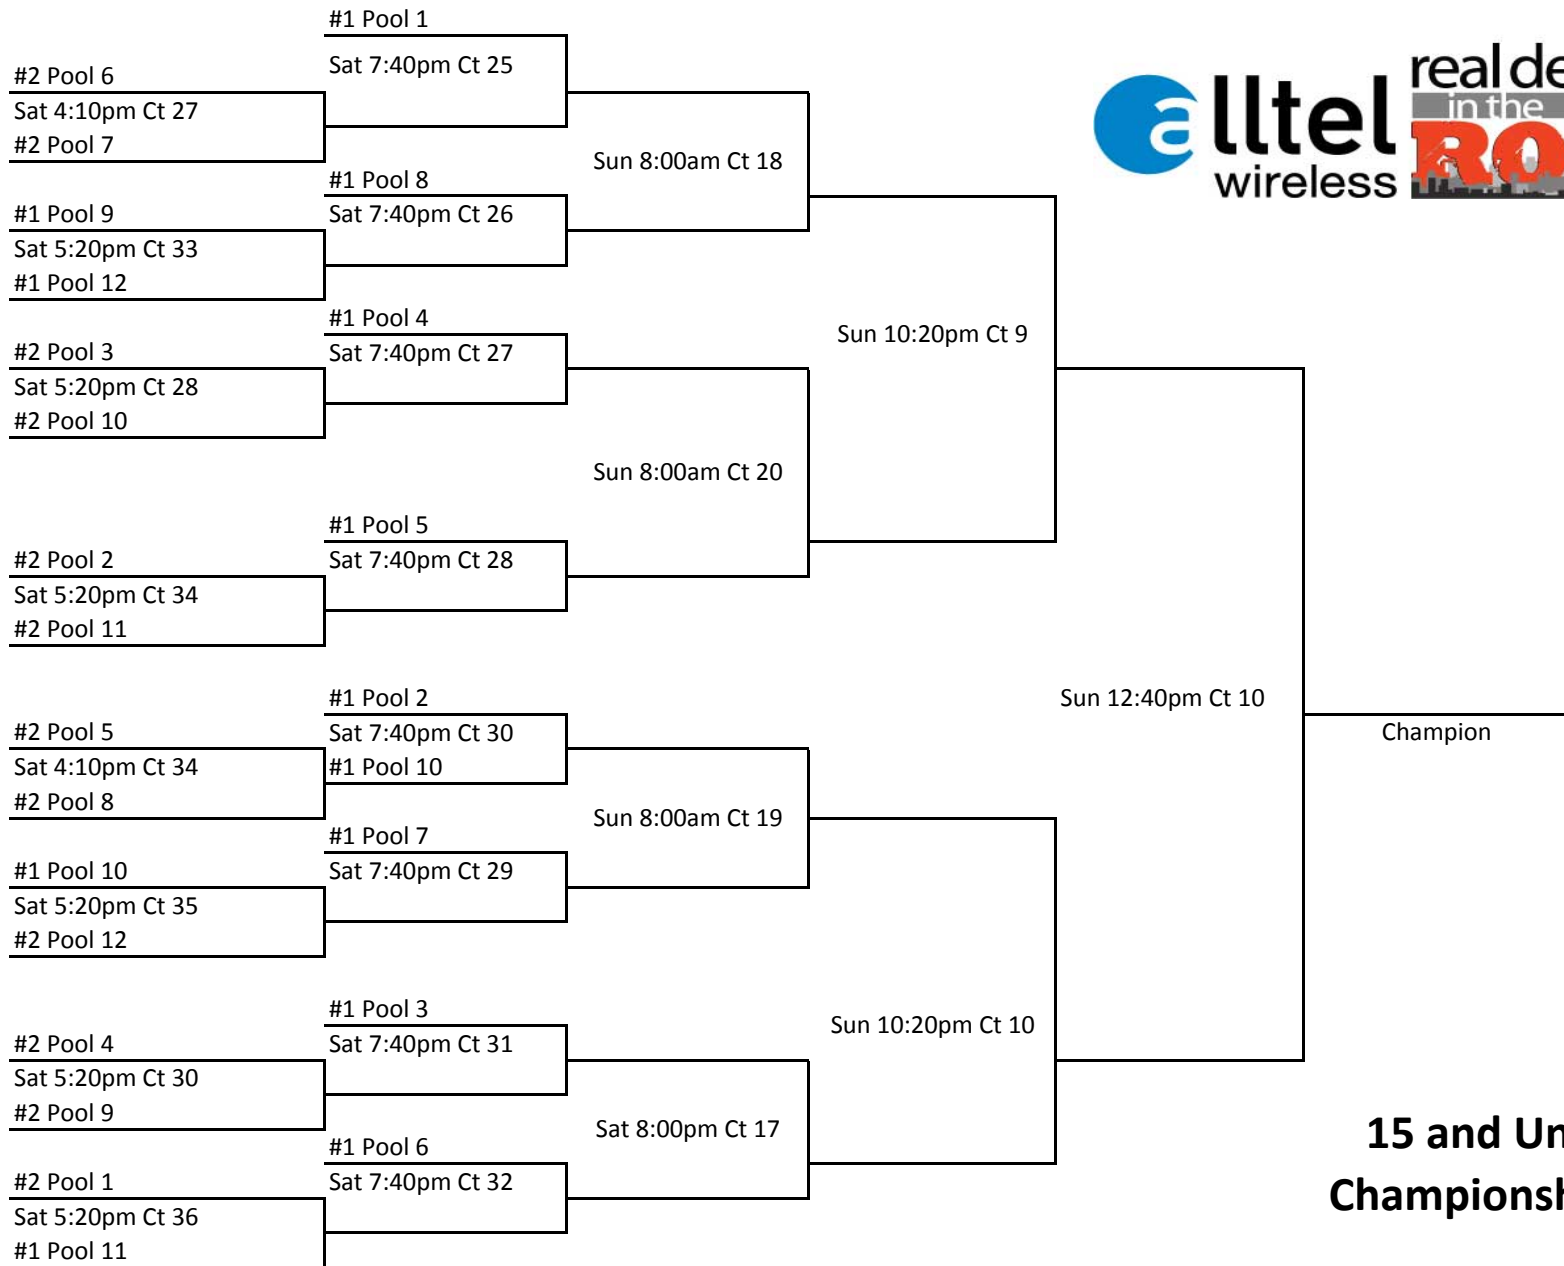 #1 Pool 1
Sat 7:40pm Ct 25
#2 Pool 6
Sat 4:10pm Ct 27
#2 Pool 7
Sun 8:00am Ct 18
#1 Pool 8
Sat 7:40pm Ct 26
#1 Pool 9
Sat 5:20pm Ct 33
#1 Pool 12
#1 Pool 4
Sat 7:40pm Ct 27
Sun 10:20pm Ct 9
#2 Pool 3
Sat 5:20pm Ct 28
#2 Pool 10
Sun 8:00am Ct 20
#1 Pool 5
Sat 7:40pm Ct 28
#2 Pool 2
Sat 5:20pm Ct 34
#2 Pool 11
#1 Pool 2
Sat 7:40pm Ct 30
#1 Pool 10
Sun 12:40pm Ct 10
Champion
#2 Pool 5
Sat 4:10pm Ct 34
#2 Pool 8
Sun 8:00am Ct 19
#1 Pool 7
Sat 7:40pm Ct 29
#1 Pool 10
Sat 5:20pm Ct 35
#2 Pool 12
#1 Pool 3
Sat 7:40pm Ct 31
Sun 10:20pm Ct 10
#2 Pool 4
Sat 5:20pm Ct 30
#2 Pool 9
Sat 8:00pm Ct 17
#1 Pool 6
Sat 7:40pm Ct 32
#2 Pool 1
Sat 5:20pm Ct 36
#1 Pool 11
alltel
wireless
real de
in the
RO
15 and Un
Championsh